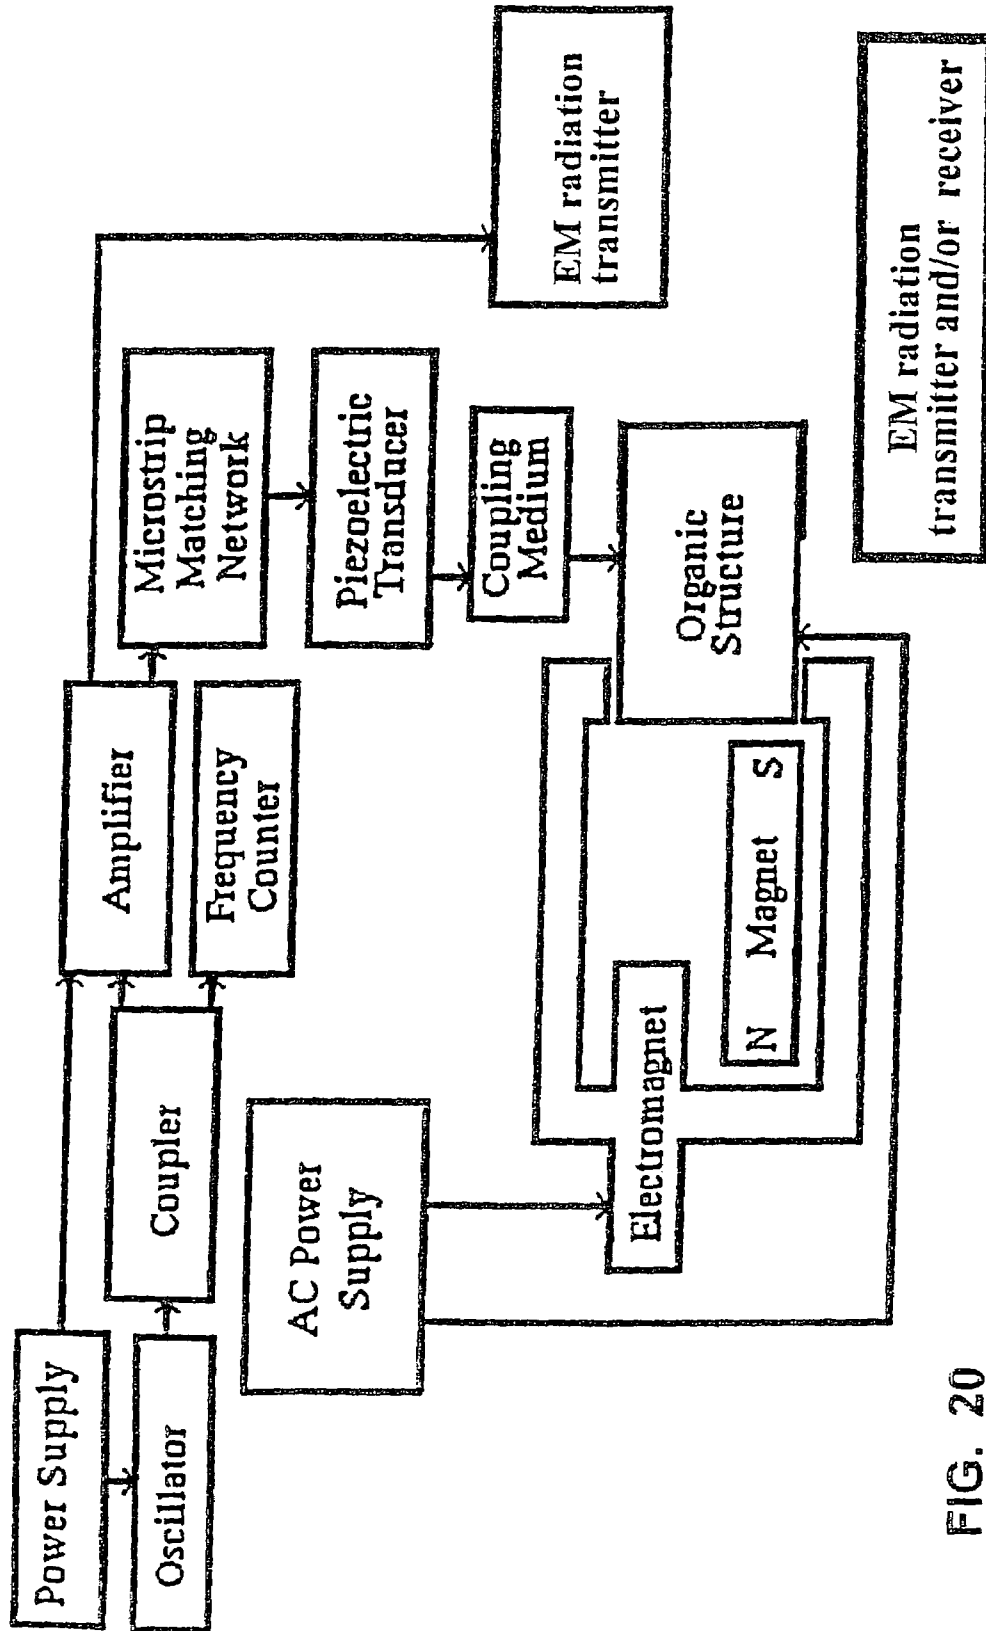 Power Supply
Oscillator
Coupler
Amplifier
Frequency
Counter
Microstrip
Matching
Network
Piezoelectric
Transducer
Coupling
Medium
EM radiation
transmitter
AC Power
Supply
Electromagnet
N Magnet S
Organic
Structure
EM radiation
transmitter and/or receiver
FIG. 20